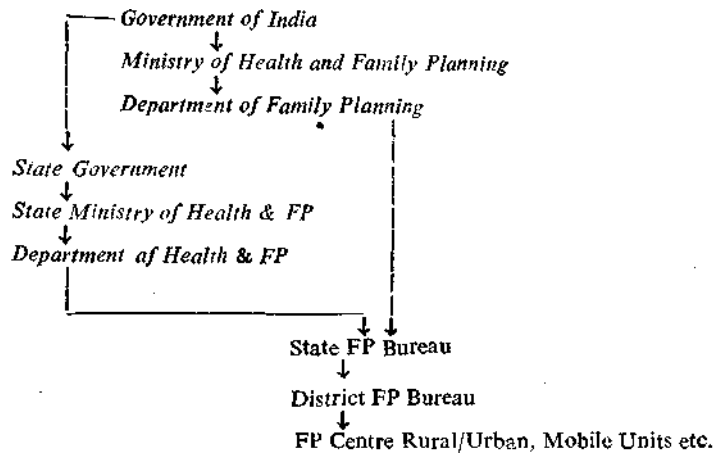 Government of India
Ministry of Health and Family Planning
Department of Family Planning
State Government
State Ministry of Health & FP
Department af Health & FP
State FP Bureau
District FP Bureau
FP Centre Rural/Urban, Mobile Units etc.